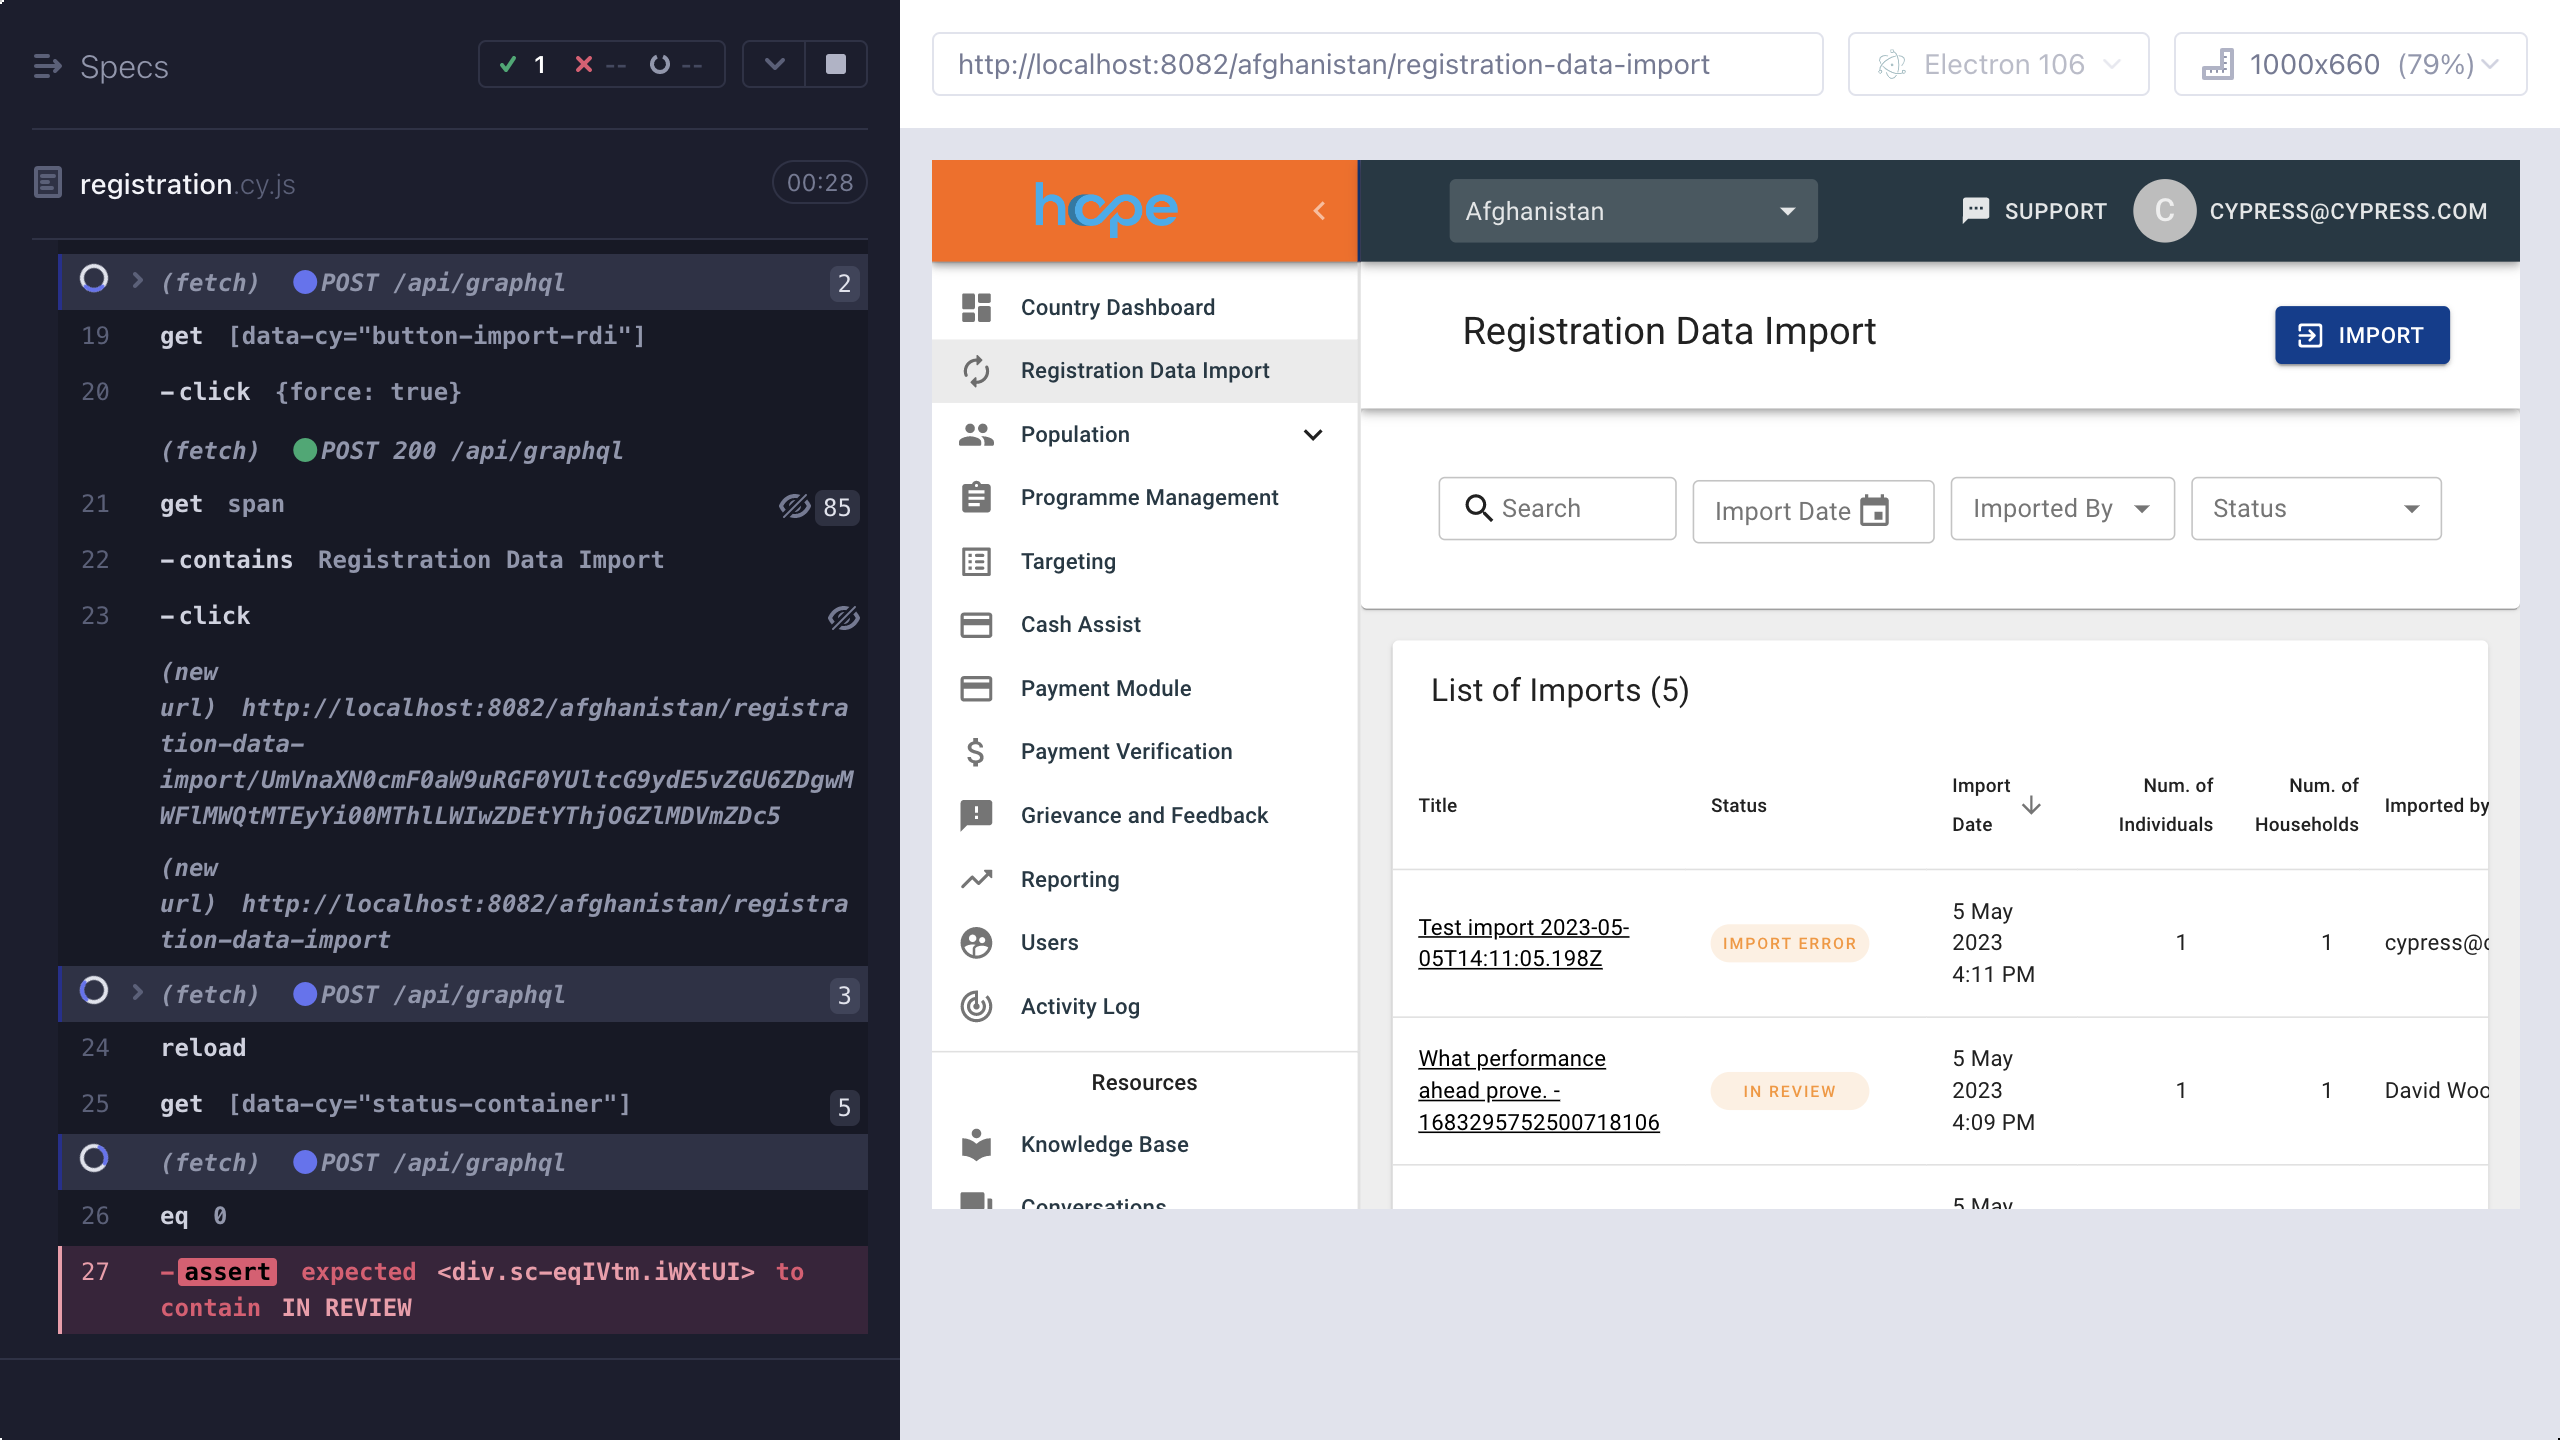 Specs
1 -- --
registration.cy.js 00:28
(fetch) POST /api/graphql 2
19 get [data-cy="button-import-rdi"]
20 -click {force: true}
(fetch) POST 200 /api/graphql
21 get span 85
22 -contains Registration Data Import
23 -click
(new
url) http://localhost:8082/afghanistan/registra
tion-data-
import/UmVnaXN0cmF0aW9uRGF0YUltcG9ydE5vZGU6ZDgwM
WFlMWQtMTEyYi00MThlLWIwZDEtYThjOGZlMDVmZDc5
(new
url) http://localhost:8082/afghanistan/registra
tion-data-import
(fetch) POST /api/graphql 3
24 reload
25 get [data-cy="status-container"] 5
(fetch) POST /api/graphql
26 eq 0
27 -assert expected <div.sc-eqIVtm.iWXtUI> to
contain IN REVIEW
http://localhost:8082/afghanistan/registration-data-import
Electron 106
1000x660 (79%)
hope
Afghanistan
SUPPORT
C CYPRESS@CYPRESS.COM
Country Dashboard
Registration Data Import
Population
Programme Management
Targeting
Cash Assist
Payment Module
Payment Verification
Grievance and Feedback
Reporting
Users
Activity Log
Resources
Knowledge Base
Conversations
Registration Data Import
IMPORT
Search
Import Date
Imported By
Status
List of Imports (5)
Title Status Import Date Num. of Individuals Num. of Households Imported by
Test import 2023-05-
05T14:11:05.198Z
IMPORT ERROR
5 May
2023
4:11 PM
1
1
cypress@c
What performance
ahead prove. -
1683295752500718106
IN REVIEW
5 May
2023
4:09 PM
1
1
David Woo
5 May